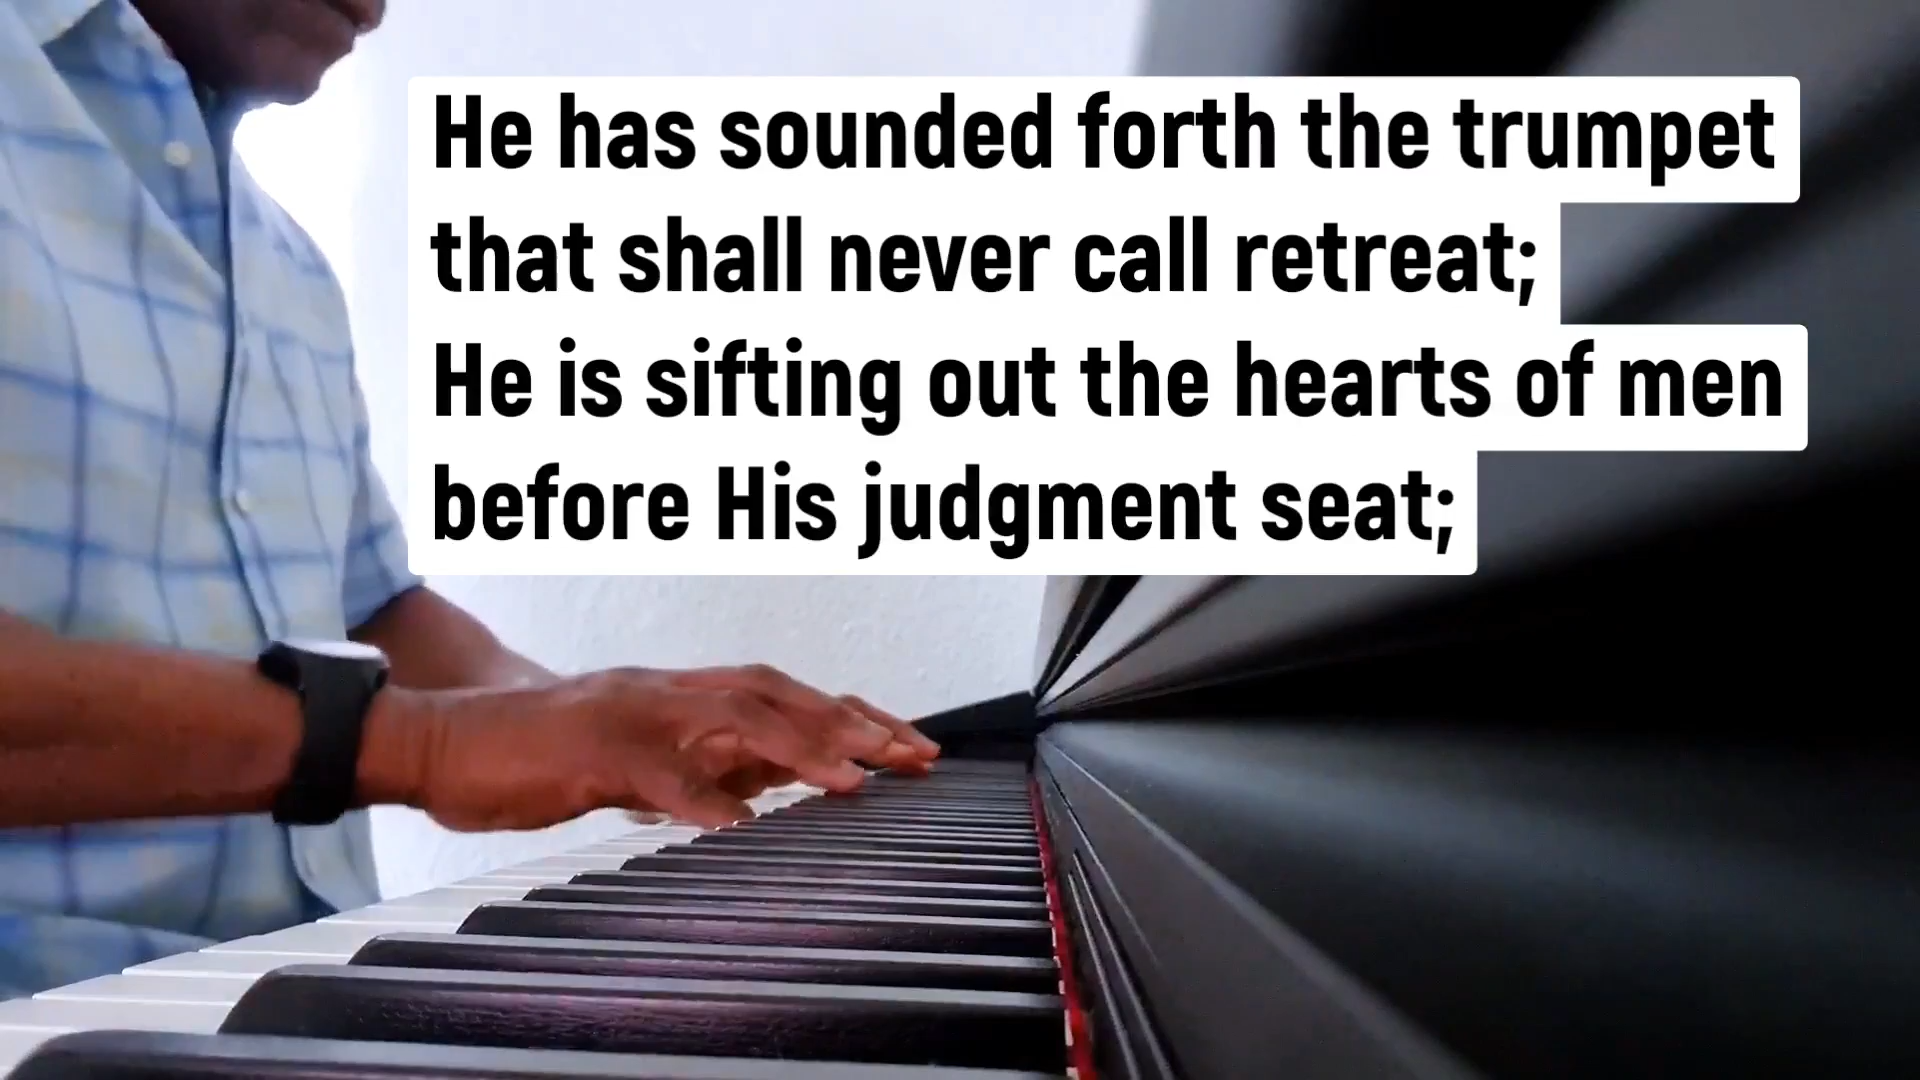 He has sounded forth the trumpet
that shall never call retreat;
He is sifting out the hearts of men
before His judgment seat;